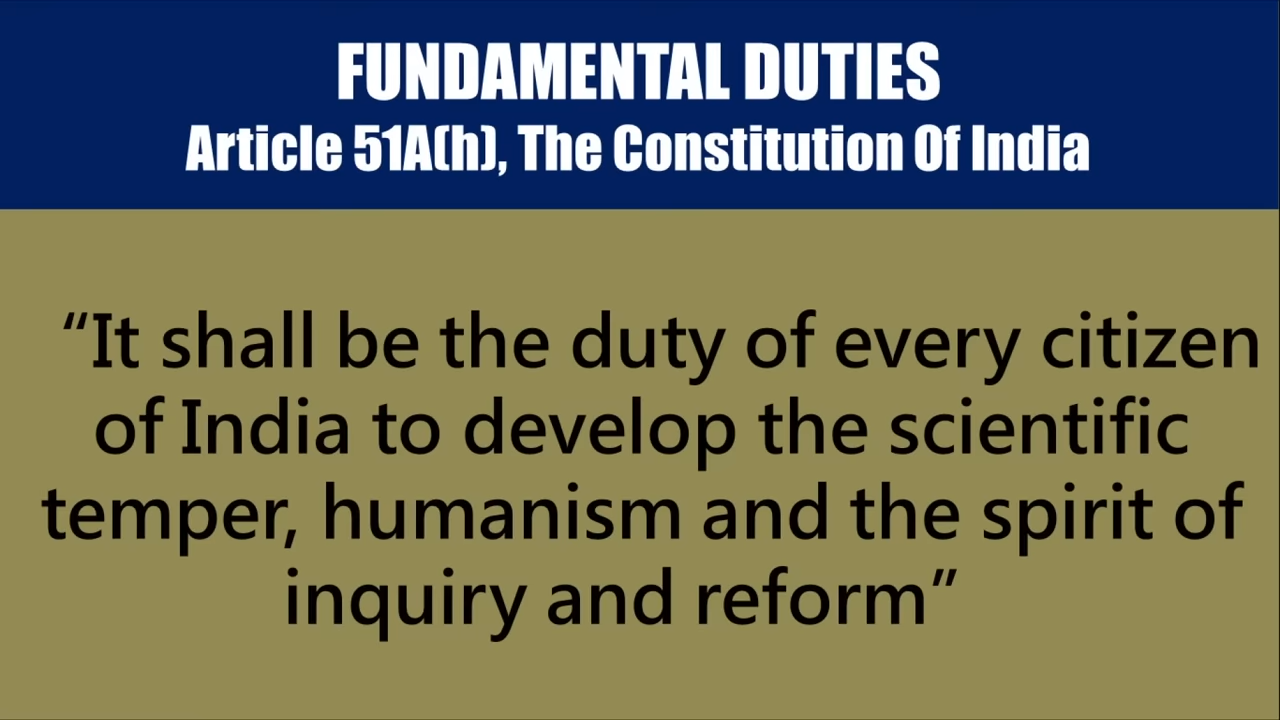 FUNDAMENTAL DUTIES
Article 51A(h), The Constitution Of India
“It shall be the duty of every citizen
of India to develop the scientific
temper, humanism and the spirit of
inquiry and reform”